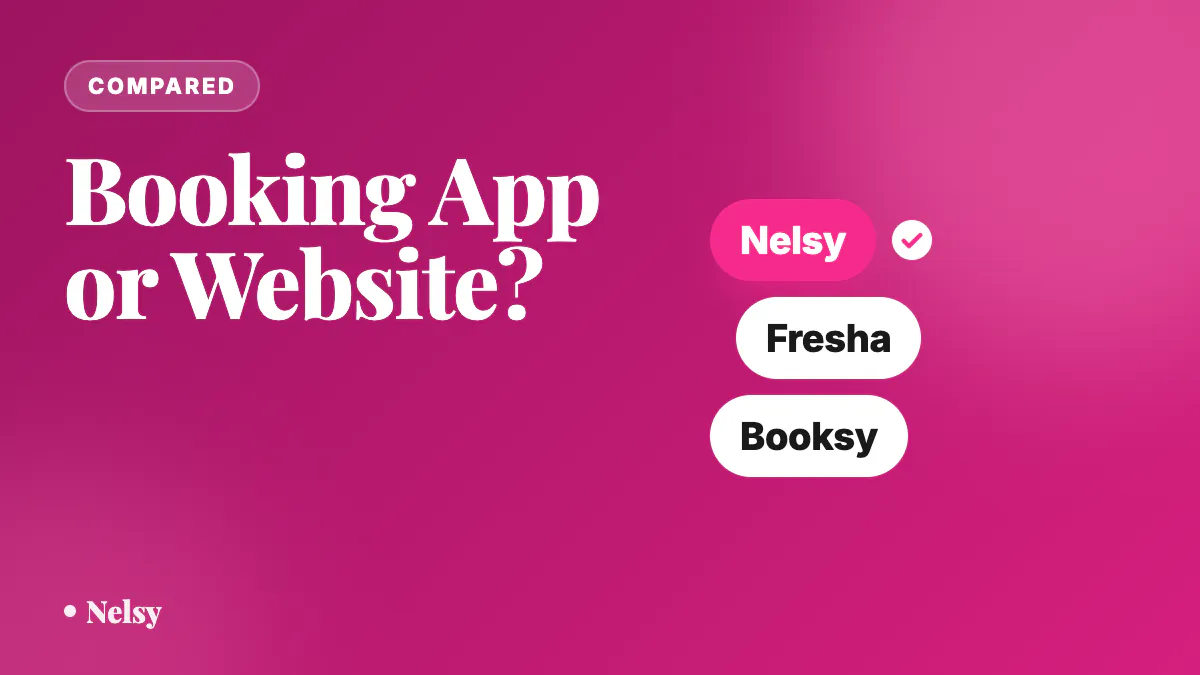 COMPARED
Booking App
or Website?
Nelsy
Fresha
Booksy
Nelsy